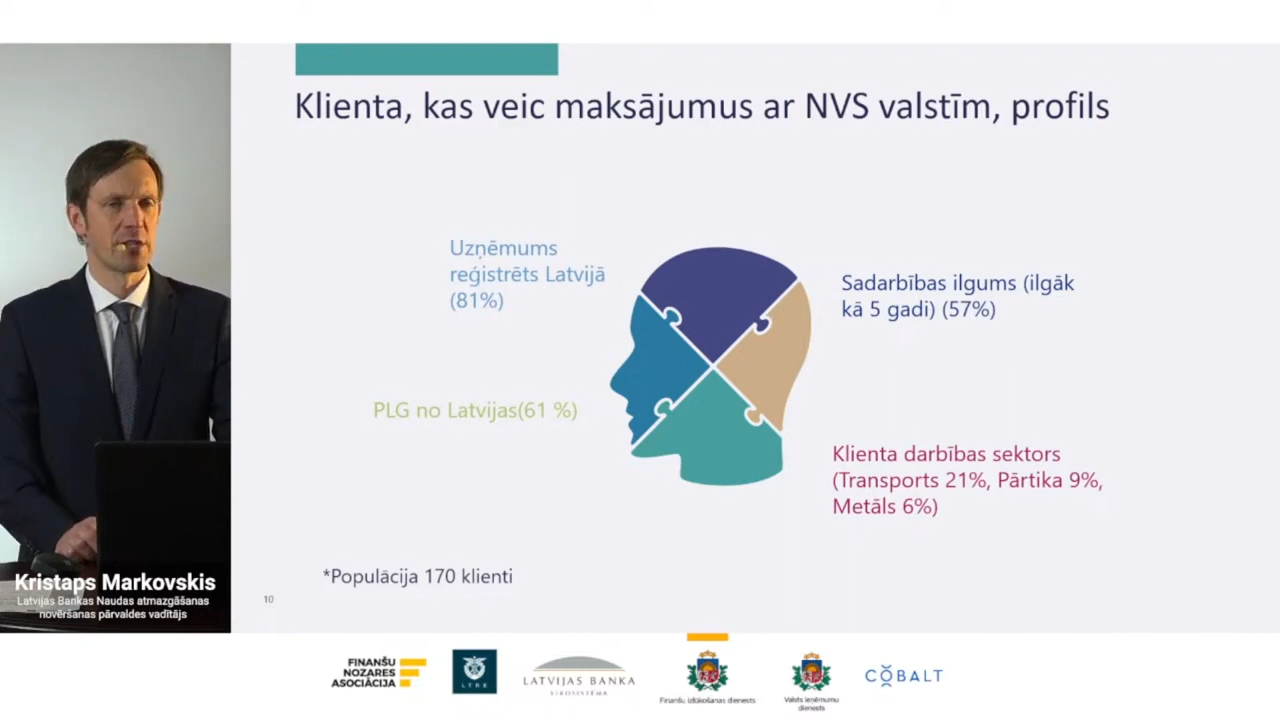 Klienta, kas veic maksājumus ar NVS valstīm, profils
Uzņēmums
reģistrēts Latvijā
(81%)
Sadarbības ilgums (ilgāk
kā 5 gadi) (57%)
PLG no Latvijas(61 %)
Klienta darbības sektors
(Transports 21%, Pārtika 9%,
Metāls 6%)
*Populācija 170 klienti
10
Kristaps Markovskis
Latvijas Bankas Naudas atmazgāšanas
novēršanas pārvaldes vadītājs
FINANŠU
NOZARES
ASOCIĀCIJA
LTRK
LATVIJAS BANKA
EIROSISTĒMA
Finanšu izlūkošanas dienests
Valsts ieņēmumu
dienests
COBALT